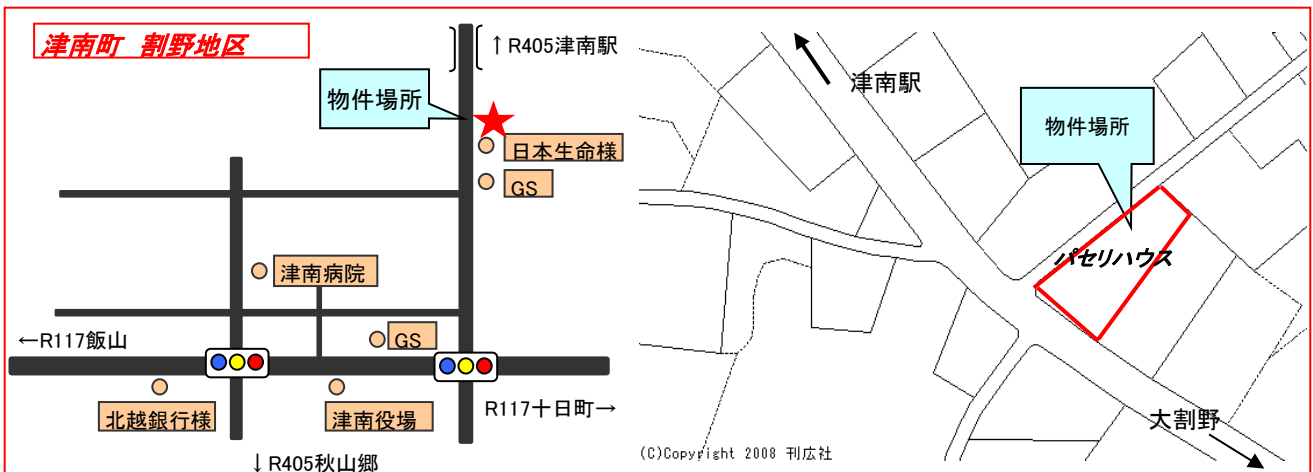 津南町 割野地区
↑R405津南駅
物件場所
日本生命様
GS
津南病院
GS
←R117飯山
北越銀行様
津南役場
R117十日町→
↓R405秋山郷
津南駅
物件場所
パセリハウス
大割野
(C)Copyright 2008 刊広社